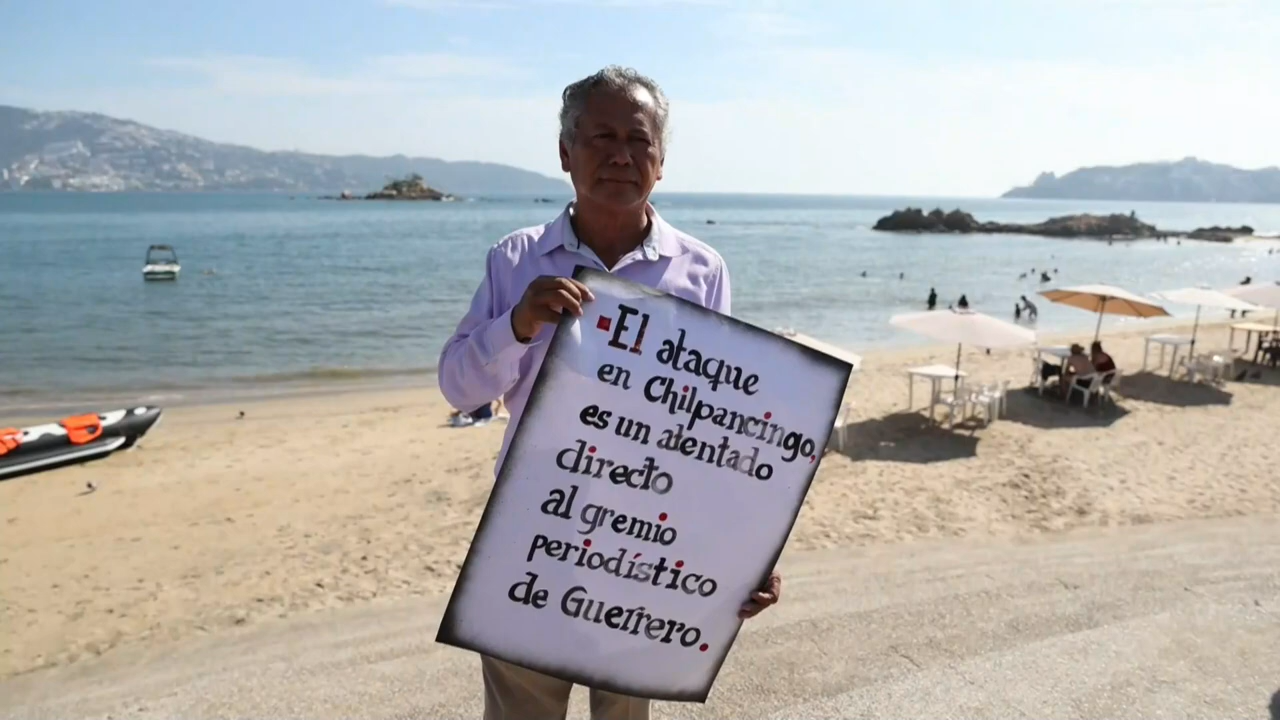 El ataque
en Chilpancingo,
es un atentado
directo
al gremio
periodístico
de Guerrero.